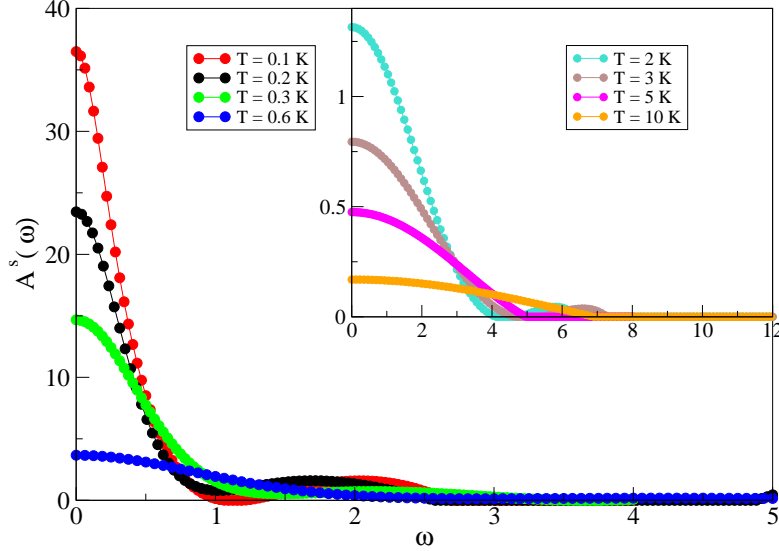 40
30
20
10
0
A^s(ω)
T = 0.1 K
T = 0.2 K
T = 0.3 K
T = 0.6 K
1
0.5
0
T = 2 K
T = 3 K
T = 5 K
T = 10 K
0 2 4 6 8 10 12
0 1 2 3 4 5
ω